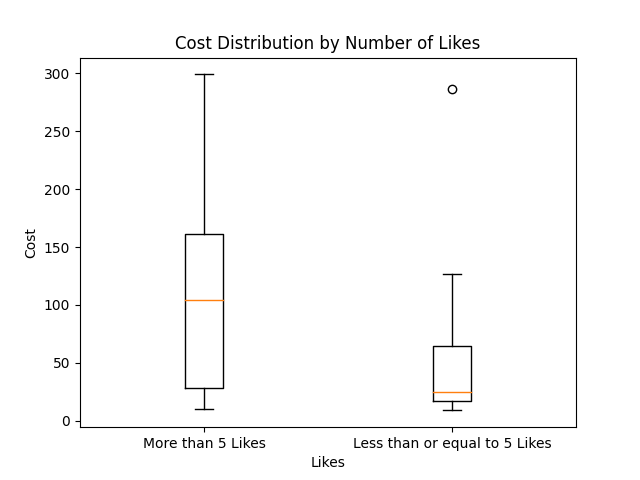 Cost Distribution by Number of Likes
300
250
200
150
100
50
0
Cost
More than 5 Likes
Less than or equal to 5 Likes
Likes